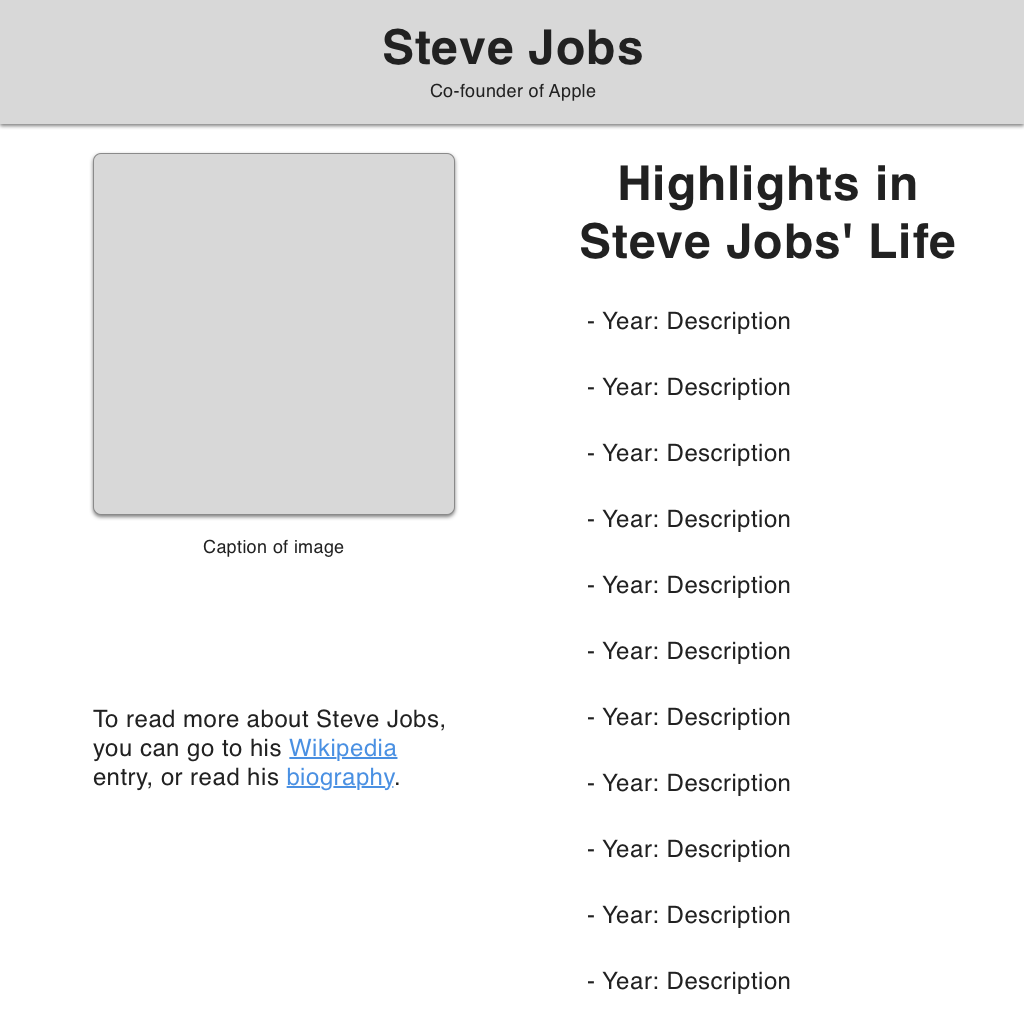 Steve Jobs
Co-founder of Apple
Caption of image
To read more about Steve Jobs,
you can go to his Wikipedia
entry, or read his biography.
Highlights in
Steve Jobs' Life
- Year: Description
- Year: Description
- Year: Description
- Year: Description
- Year: Description
- Year: Description
- Year: Description
- Year: Description
- Year: Description
- Year: Description
- Year: Description